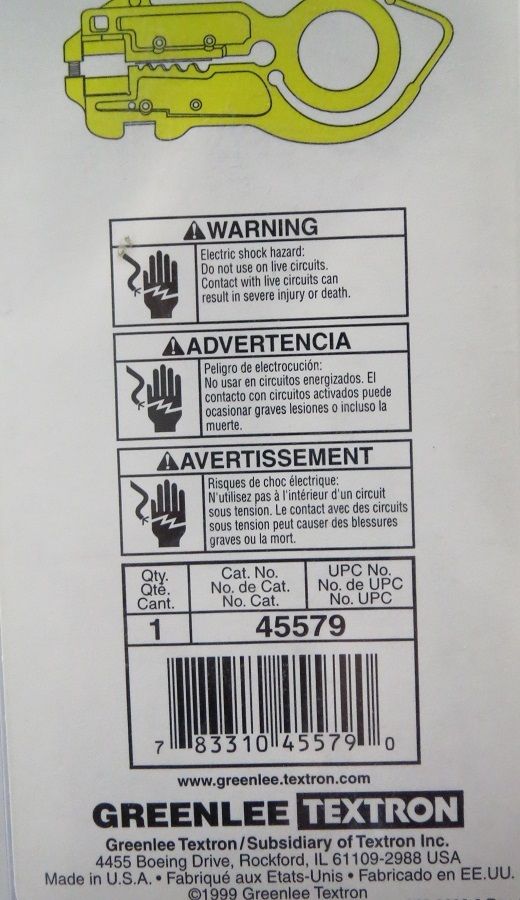 WARNING
Electric shock hazard:
Do not use on live circuits.
Contact with live circuits can
result in severe injury or death.
ADVERTENCIA
Peligro de electrocución:
No usar en circuitos energizados. El
contacto con circuitos activados puede
ocasionar graves lesiones o incluso la
muerte.
AVERTISSEMENT
Risques de choc électrique:
N'utilisez pas à l'intérieur d'un circuit
sous tension. Le contact avec des circuits
sous tension peut causer des blessures
graves ou la mort.
Qty. Cat. No. UPC No.
Qté. No. de Cat. No. de UPC
Cant. No. Cat. No. UPC
1 45579
7 83310 45579 0
www.greenlee.textron.com
GREENLEE TEXTRON
Greenlee Textron / Subsidiary of Textron Inc.
4455 Boeing Drive, Rockford, IL 61109-2988 USA
Made in U.S.A. • Fabriqué aux Etats-Unis • Fabricado en EE.UU.
©1999 Greenlee Textron